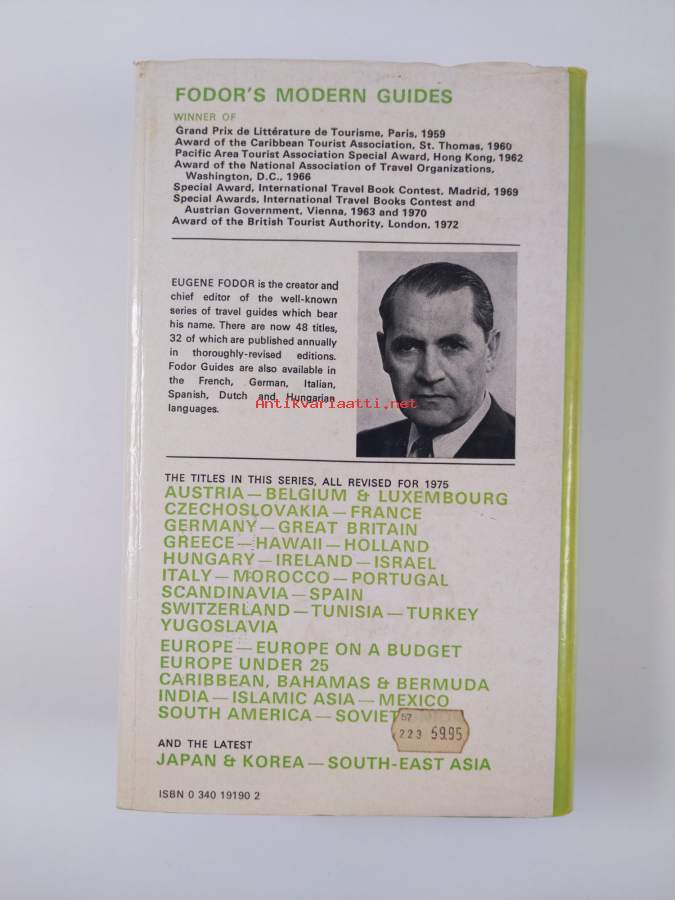 FODOR'S MODERN GUIDES
WINNER OF
Grand Prix de Littérature de Tourisme, Paris, 1959
Award of the Caribbean Tourist Association, St. Thomas, 1960
Pacific Area Tourist Association Special Award, Hong Kong, 1962
Award of the National Association of Travel Organizations,
Washington, D.C., 1966
Special Award, International Travel Book Contest, Madrid, 1969
Special Awards, International Travel Books Contest and
Austrian Government, Vienna, 1963 and 1970
Award of the British Tourist Authority, London, 1972
EUGENE FODOR is the creator and
chief editor of the well-known
series of travel guides which bear
his name. There are now 48 titles,
32 of which are published annually
in thoroughly-revised editions.
Fodor Guides are also available in
the French, German, Italian,
Spanish, Dutch and Hungarian
languages.
Antikvariaatti.net
THE TITLES IN THIS SERIES, ALL REVISED FOR 1975
AUSTRIA — BELGIUM & LUXEMBOURG
CZECHOSLOVAKIA — FRANCE
GERMANY — GREAT BRITAIN
GREECE — HAWAII — HOLLAND
HUNGARY — IRELAND — ISRAEL
ITALY — MOROCCO — PORTUGAL
SCANDINAVIA — SPAIN
SWITZERLAND — TUNISIA — TURKEY
YUGOSLAVIA
EUROPE — EUROPE ON A BUDGET
EUROPE UNDER 25
CARIBBEAN, BAHAMAS & BERMUDA
INDIA — ISLAMIC ASIA — MEXICO
SOUTH AMERICA — SOVIET
57
223 59.95
AND THE LATEST
JAPAN & KOREA — SOUTH-EAST ASIA
ISBN 0 340 19190 2